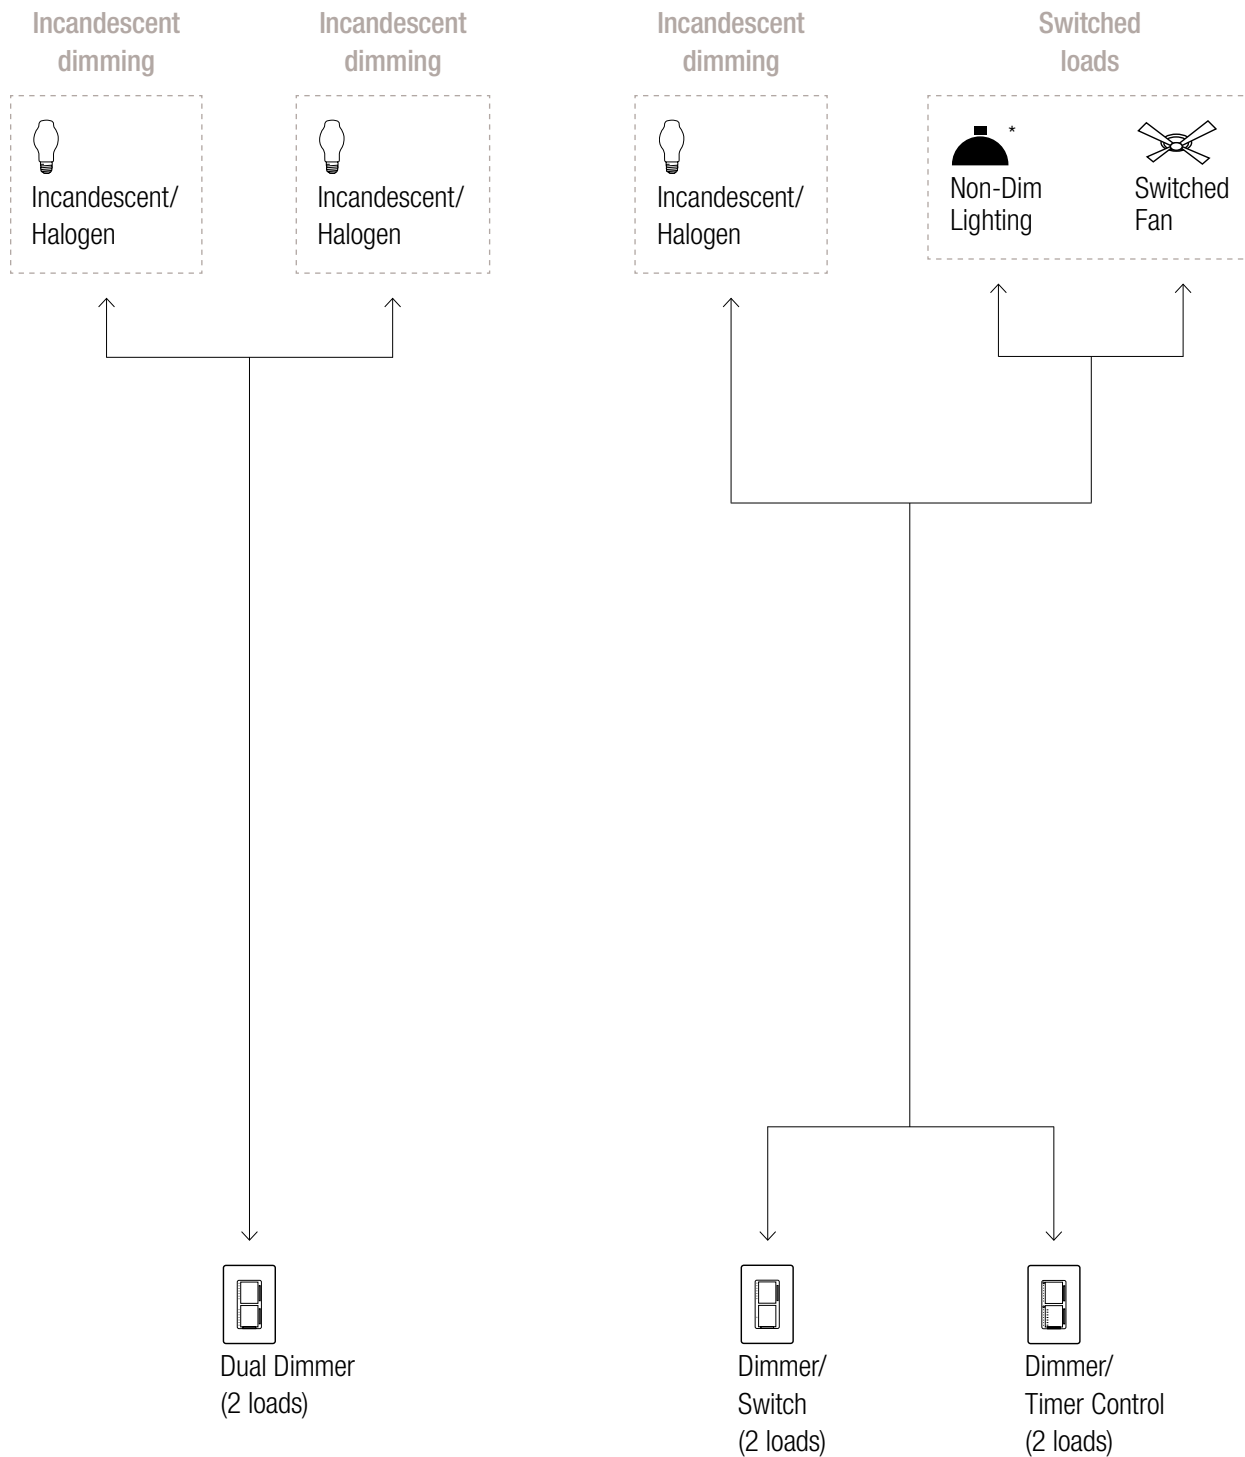 Incandescent
dimming
Incandescent
dimming
Incandescent
dimming
Switched
loads
Incandescent/
Halogen
Incandescent/
Halogen
Incandescent/
Halogen
*
Non-Dim
Lighting
Switched
Fan
Dual Dimmer
(2 loads)
Dimmer/
Switch
(2 loads)
Dimmer/
Timer Control
(2 loads)